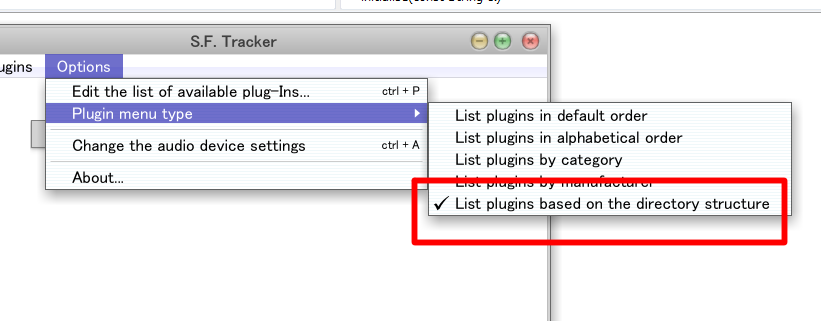 S.F. Tracker
Options
Edit the list of available plug-Ins...
ctrl + P
Plugin menu type
Change the audio device settings
ctrl + A
About...
List plugins in default order
List plugins in alphabetical order
List plugins by category
List plugins by manufacturer
✓ List plugins based on the directory structure